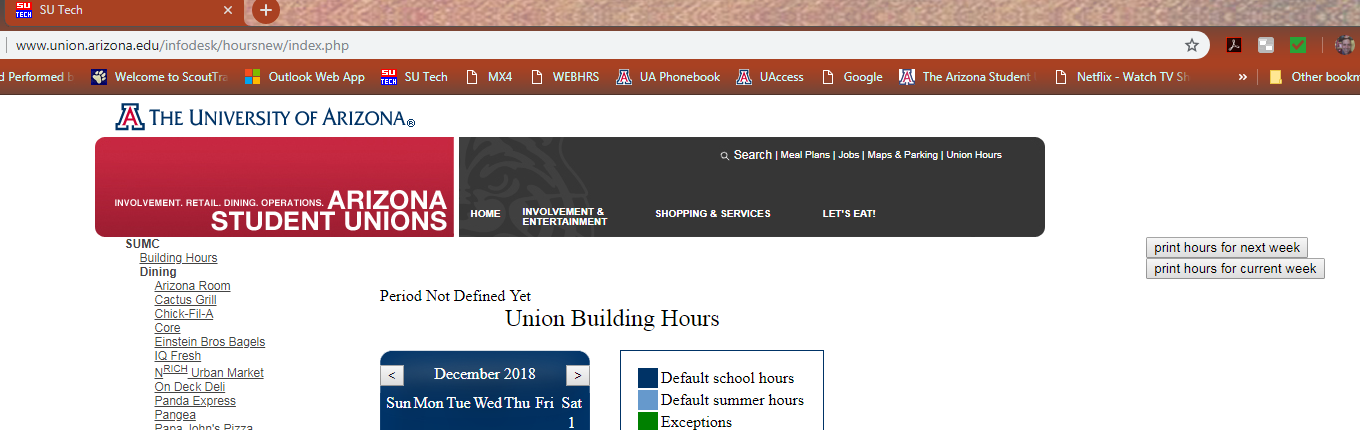 SU TECH SU Tech × +
www.union.arizona.edu/infodesk/hoursnew/index.php
d Performed b Welcome to ScoutTra Outlook Web App SU TECH SU Tech MX4 WEBHRS UA Phonebook UAccess Google The Arizona Student Netflix - Watch TV Sh » Other bookm
A THE UNIVERSITY OF ARIZONA®
Search | Meal Plans | Jobs | Maps & Parking | Union Hours
INVOLVEMENT. RETAIL. DINING. OPERATIONS. ARIZONA
STUDENT UNIONS
HOME INVOLVEMENT & ENTERTAINMENT SHOPPING & SERVICES LET'S EAT!
SUMC
Building Hours
Dining
Arizona Room
Cactus Grill
Chick-Fil-A
Core
Einstein Bros Bagels
IQ Fresh
NRICH Urban Market
On Deck Deli
Panda Express
Pangea
Papa John's Pizza
print hours for next week
print hours for current week
Period Not Defined Yet
Union Building Hours
< December 2018 >
Sun Mon Tue Wed Thu Fri Sat
1
Default school hours
Default summer hours
Exceptions